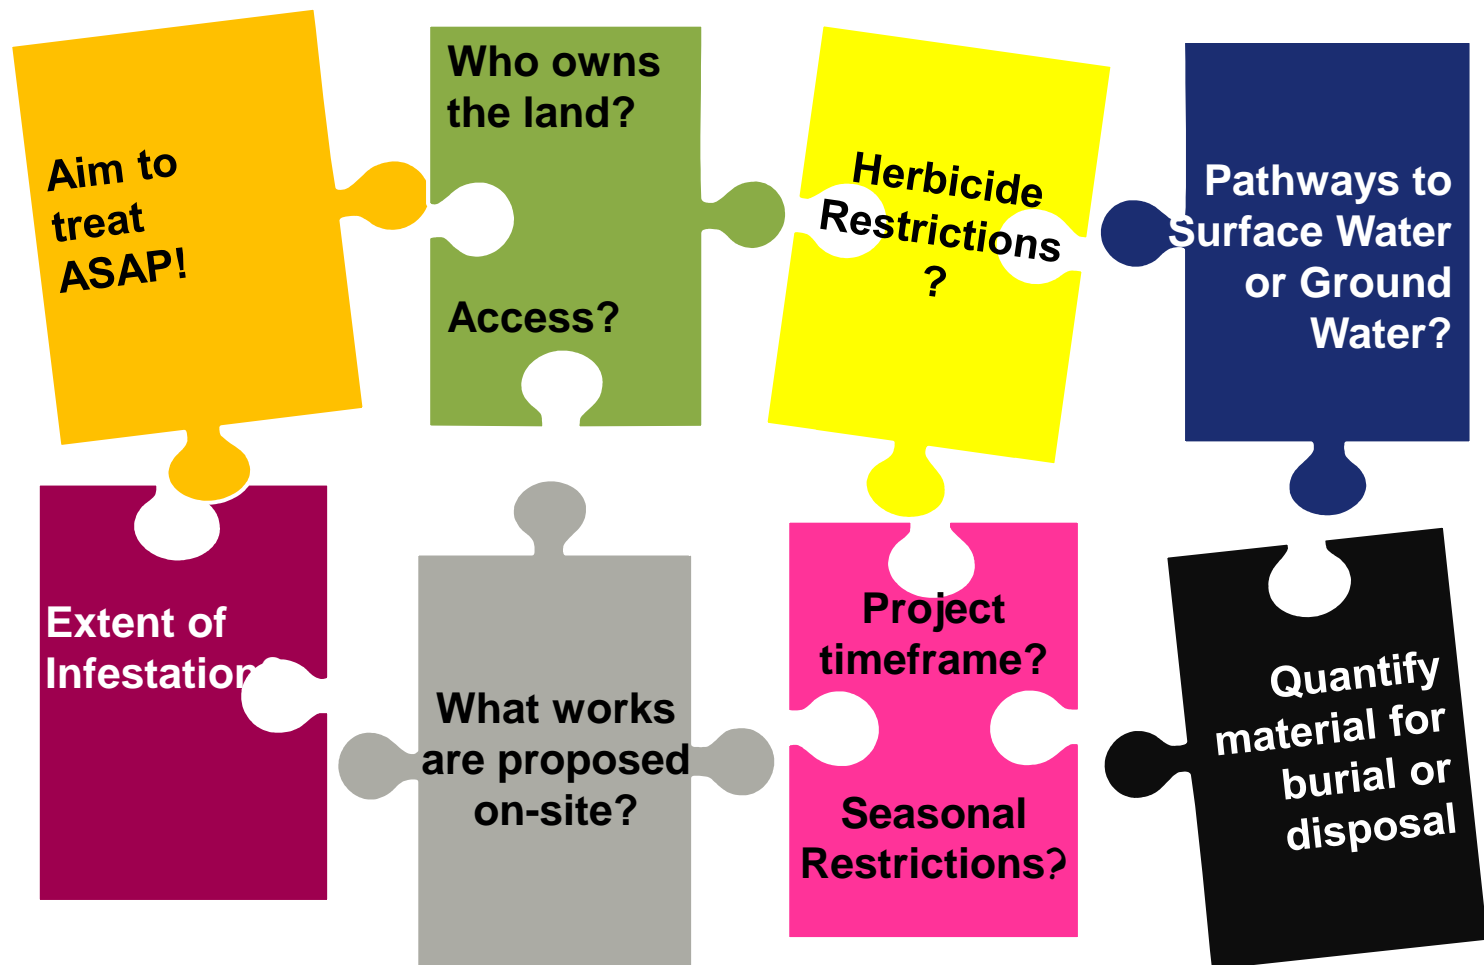 Aim to
treat
ASAP!
Who owns
the land?
Access?
Herbicide
Restrictions
?
Pathways to
Surface Water
or Ground
Water?
Extent of
Infestation
What works
are proposed
on-site?
Project
timeframe?
Seasonal
Restrictions?
Quantify
material for
burial or
disposal